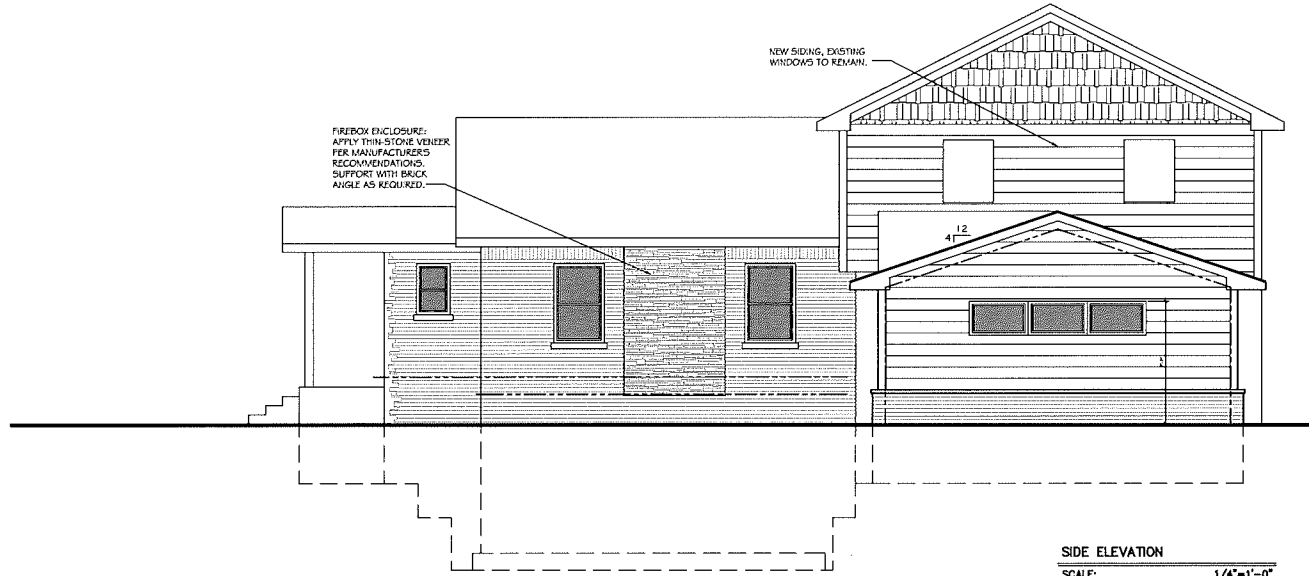 NEW SIDING, EXISTING
WINDOWS TO REMAIN.
FIREBOX ENCLOSURE:
APPLY THIN-STONE VENEER
PER MANUFACTURERS
RECOMMENDATIONS.
SUPPORT WITH BRICK
ANGLE AS REQUIRED.
12
4
SIDE ELEVATION
SCALE: 1/4"=1'-0"